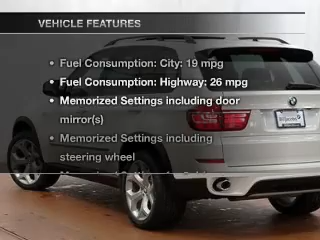 VEHICLE FEATURES
• Fuel Consumption: City: 19 mpg
• Fuel Consumption: Highway: 26 mpg
• Memorized Settings including door
mirror(s)
• Memorized Settings including
steering wheel